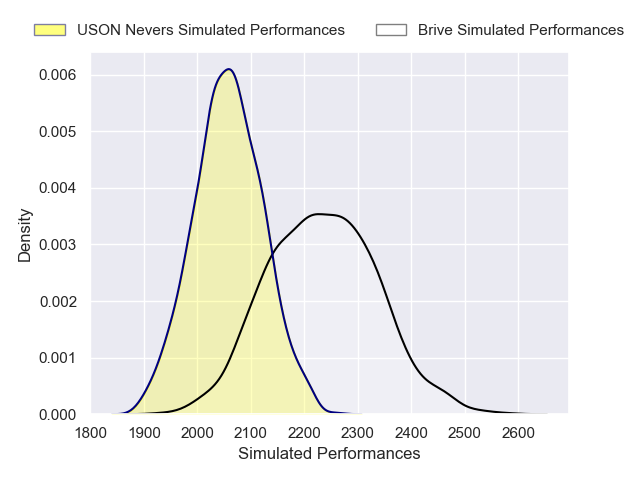 USON Nevers Simulated Performances
Brive Simulated Performances
0.006
0.005
0.004
0.003
0.002
0.001
0.000
Density
1800 1900 2000 2100 2200 2300 2400 2500 2600
Simulated Performances